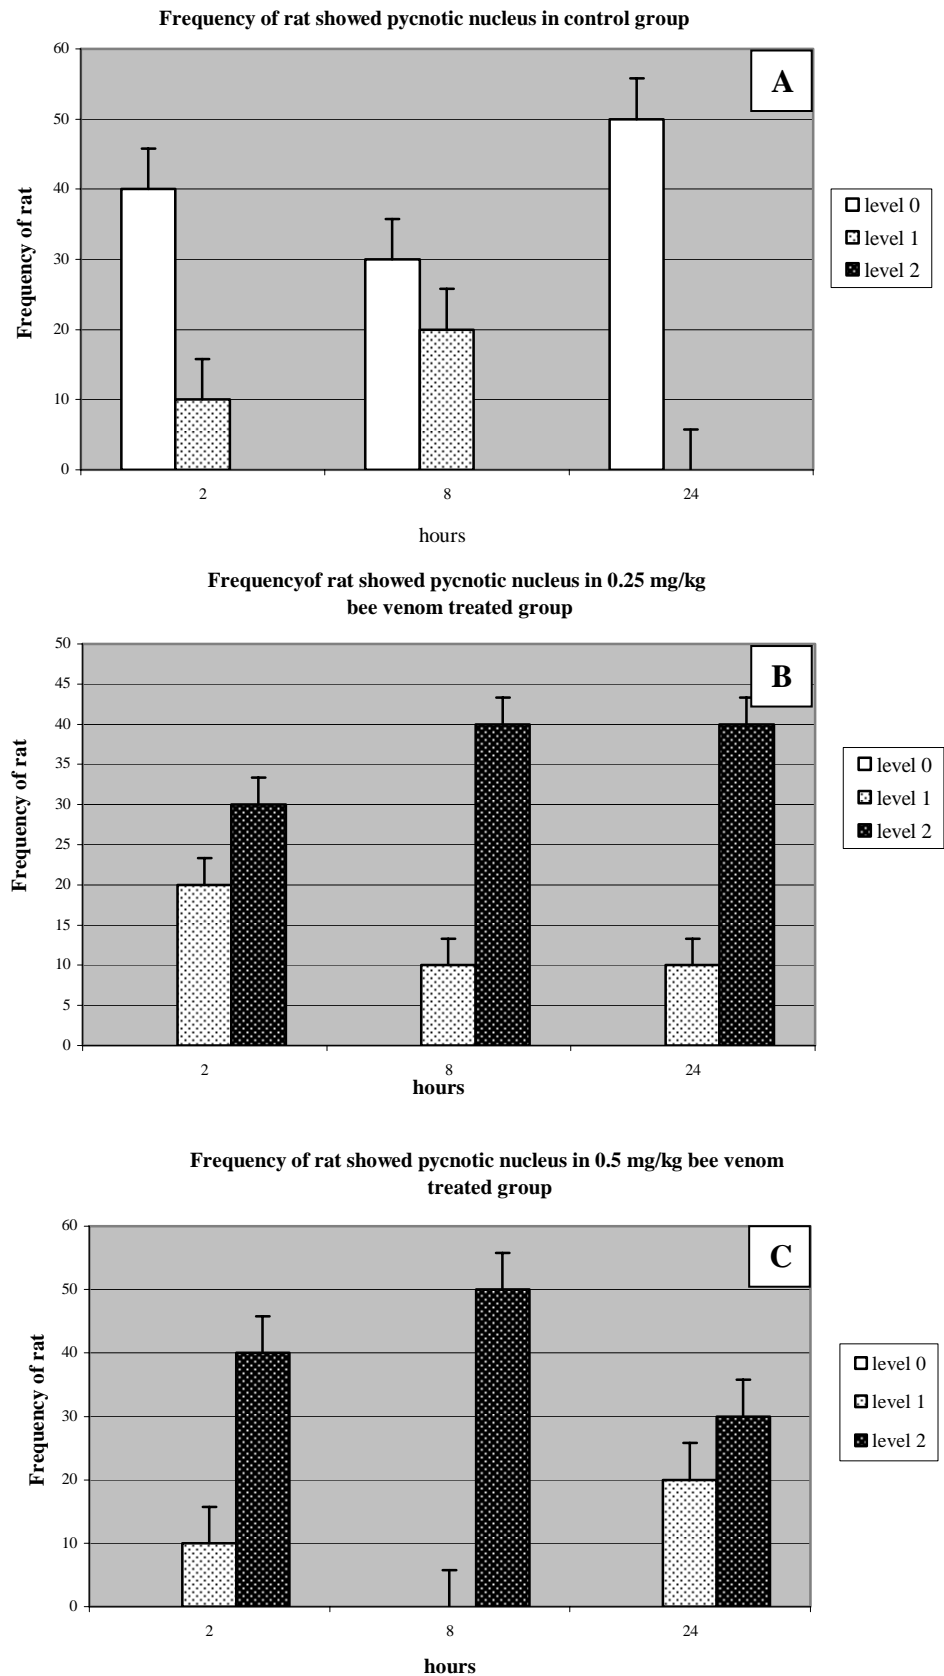 Frequency of rat showed pycnotic nucleus in control group
A
60
50
40
30
20
10
0
Frequency of rat
2 8 24
hours
level 0
level 1
level 2
Frequencyof rat showed pycnotic nucleus in 0.25 mg/kg
bee venom treated group
B
50
45
40
35
30
25
20
15
10
5
0
Frequency of rat
2 8 24
hours
level 0
level 1
level 2
Frequency of rat showed pycnotic nucleus in 0.5 mg/kg bee venom
treated group
C
60
50
40
30
20
10
0
Frequency of rat
2 8 24
hours
level 0
level 1
level 2